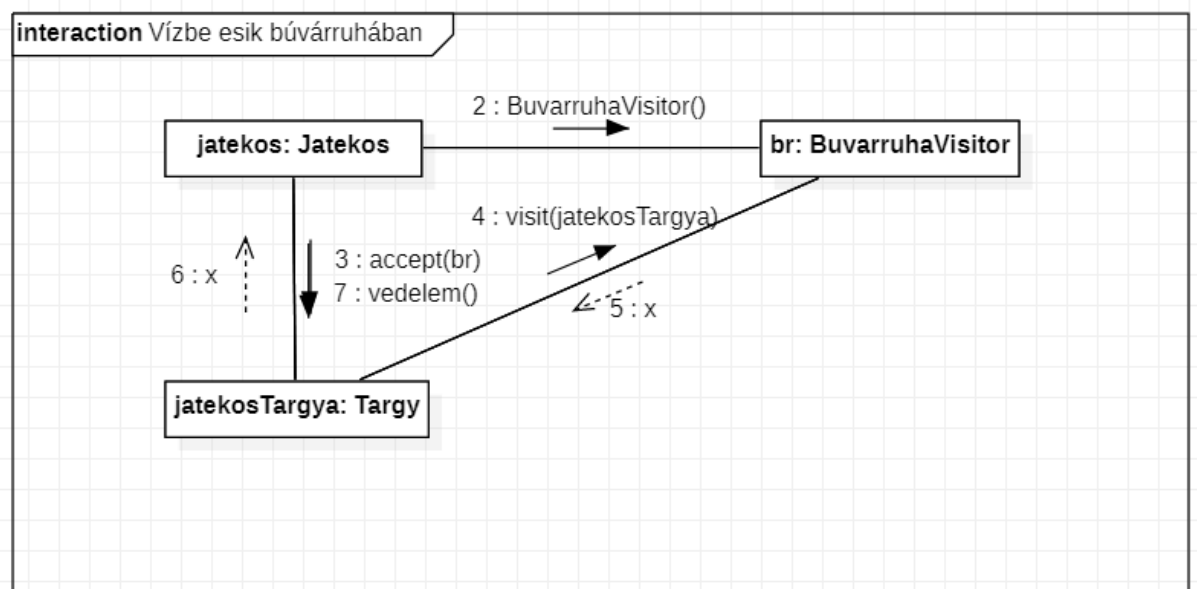 interaction Vízbe esik búvárruhában
2 : BuvarruhaVisitor()
jatekos: Jatekos
br: BuvarruhaVisitor
4 : visit(jatekosTargya)
3 : accept(br)
6 : x
7 : vedelem()
5 : x
jatekosTargya: Targy